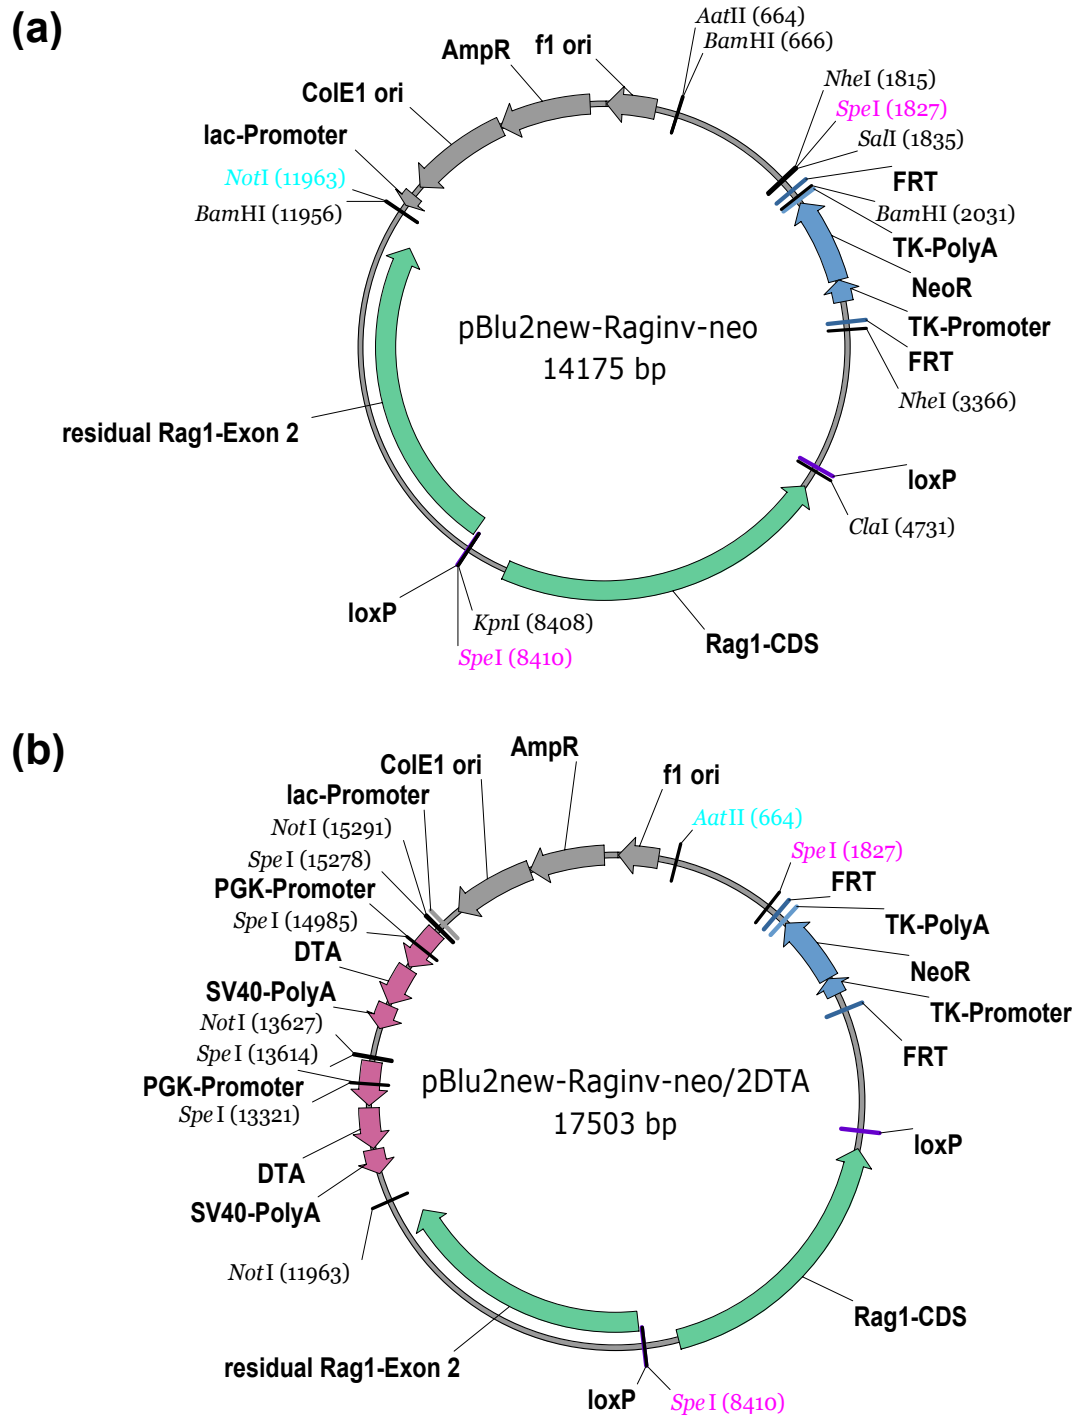 (a)
AatII (664)
BamHI (666)
f1 ori
AmpR
ColE1 ori
NheI (1815)
SpeI (1827)
SalI (1835)
lac-Promoter
NotI (11963)
BamHI (11956)
FRT
BamHI (2031)
TK-PolyA
NeoR
TK-Promoter
FRT
NheI (3366)
pBlu2new-Raginv-neo
14175 bp
residual Rag1-Exon 2
loxP
ClaI (4731)
loxP
KpnI (8408)
SpeI (8410)
Rag1-CDS
(b)
AmpR
ColE1 ori
f1 ori
lac-Promoter
NotI (15291)
AatII (664)
SpeI (15278)
SpeI (1827)
PGK-Promoter
FRT
SpeI (14985)
TK-PolyA
DTA
NeoR
SV40-PolyA
TK-Promoter
NotI (13627)
SpeI (13614)
FRT
PGK-Promoter
SpeI (13321)
pBlu2new-Raginv-neo/2DTA
17503 bp
loxP
DTA
SV40-PolyA
NotI (11963)
Rag1-CDS
residual Rag1-Exon 2
loxP
SpeI (8410)